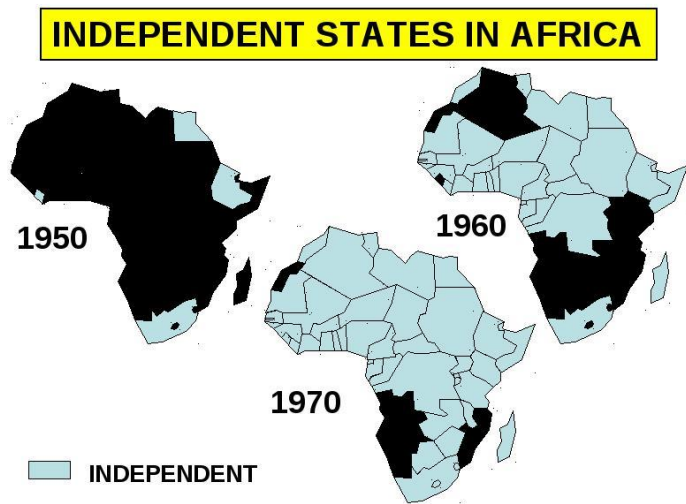 INDEPENDENT STATES IN AFRICA
1950
1960
1970
INDEPENDENT